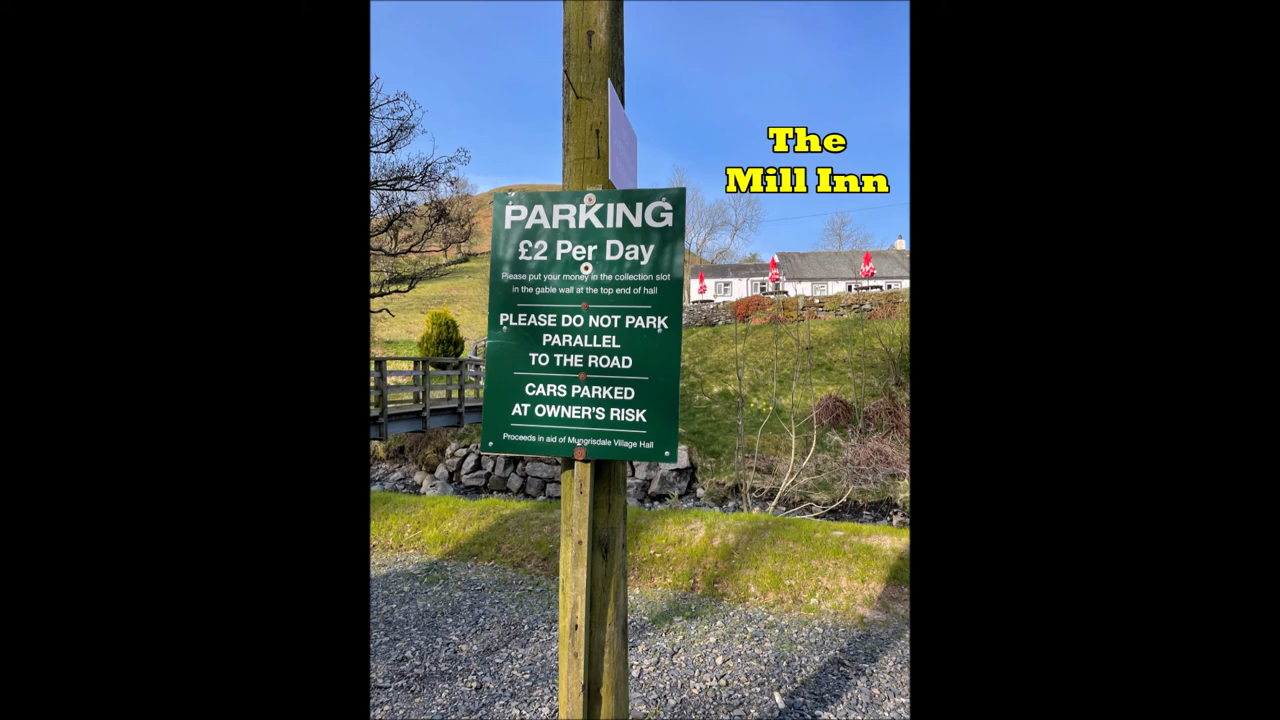 The
Mill Inn
PARKING
£2 Per Day
Please put your money in the collection slot
in the gable wall at the top end of hall
PLEASE DO NOT PARK
PARALLEL
TO THE ROAD
CARS PARKED
AT OWNER'S RISK
Proceeds in aid of Mungrisdale Village Hall